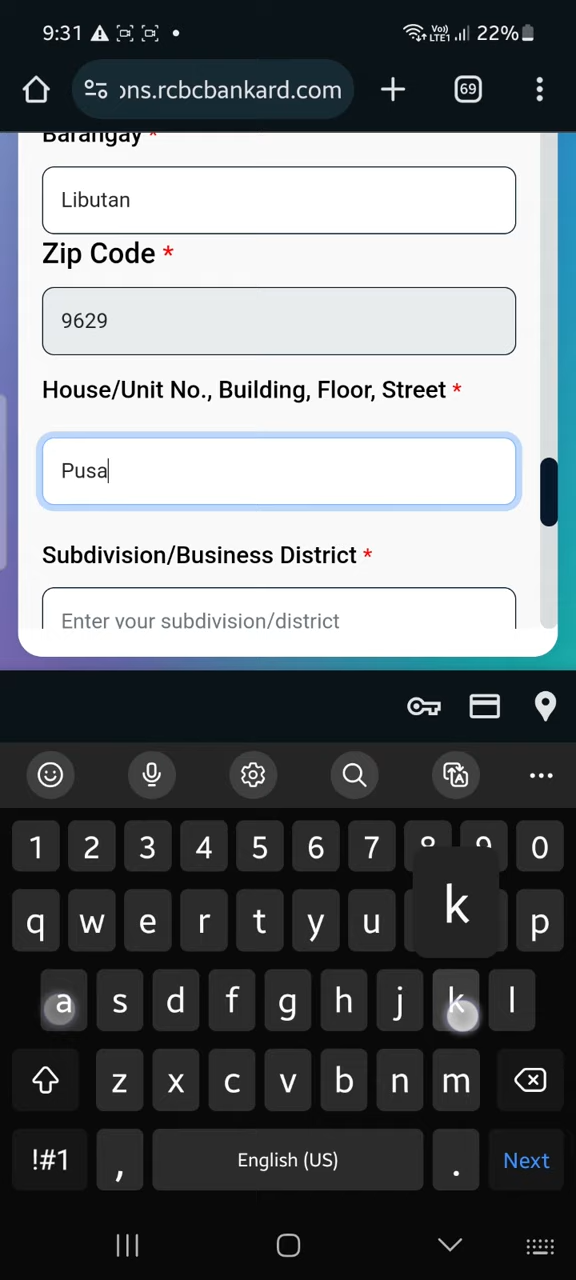 9:31 Vo) LTE1 22%
ons.rcbcbankard.com 69
Barangay *
Libutan
Zip Code *
9629
House/Unit No., Building, Floor, Street *
Pusa
Subdivision/Business District *
Enter your subdivision/district
1 2 3 4 5 6 7 8 9 0
k
q w e r t y u p
a s d f g h j k l
z x c v b n m
!#1 , English (US) . Next